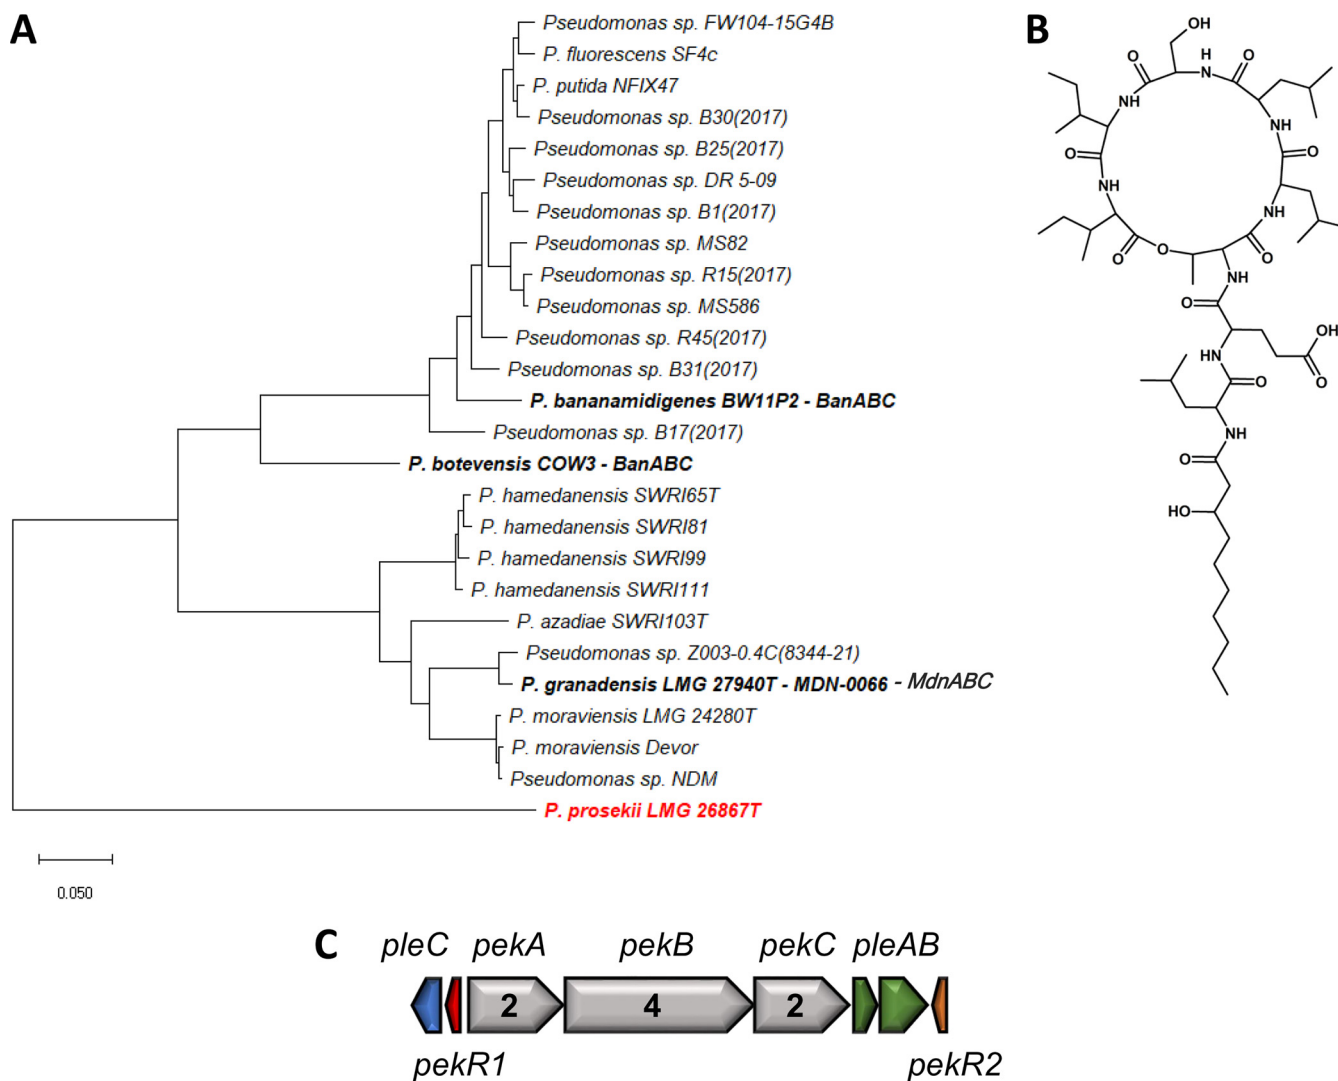 A
Pseudomonas sp. FW104-15G4B
P. fluorescens SF4c
P. putida NFIX47
Pseudomonas sp. B30(2017)
Pseudomonas sp. B25(2017)
Pseudomonas sp. DR 5-09
Pseudomonas sp. B1(2017)
Pseudomonas sp. MS82
Pseudomonas sp. R15(2017)
Pseudomonas sp. MS586
Pseudomonas sp. R45(2017)
Pseudomonas sp. B31(2017)
P. bananamidigenes BW11P2 - BanABC
Pseudomonas sp. B17(2017)
P. botevensis COW3 - BanABC
P. hamedanensis SWRI65T
P. hamedanensis SWRI81
P. hamedanensis SWRI99
P. hamedanensis SWRI111
P. azadiae SWRI103T
Pseudomonas sp. Z003-0.4C(8344-21)
P. granadensis LMG 27940T - MDN-0066 - MdnABC
P. moraviensis LMG 24280T
P. moraviensis Devor
Pseudomonas sp. NDM
P. prosekii LMG 26867T
0.050
B
OH
O
H
N
O
NH
NH
O
O
NH
NH
O
O
O
NH
O
OH
HN
O
O
NH
O
HO
C
pleC pekA pekB pekC pleAB
2 4 2
pekR1 pekR2